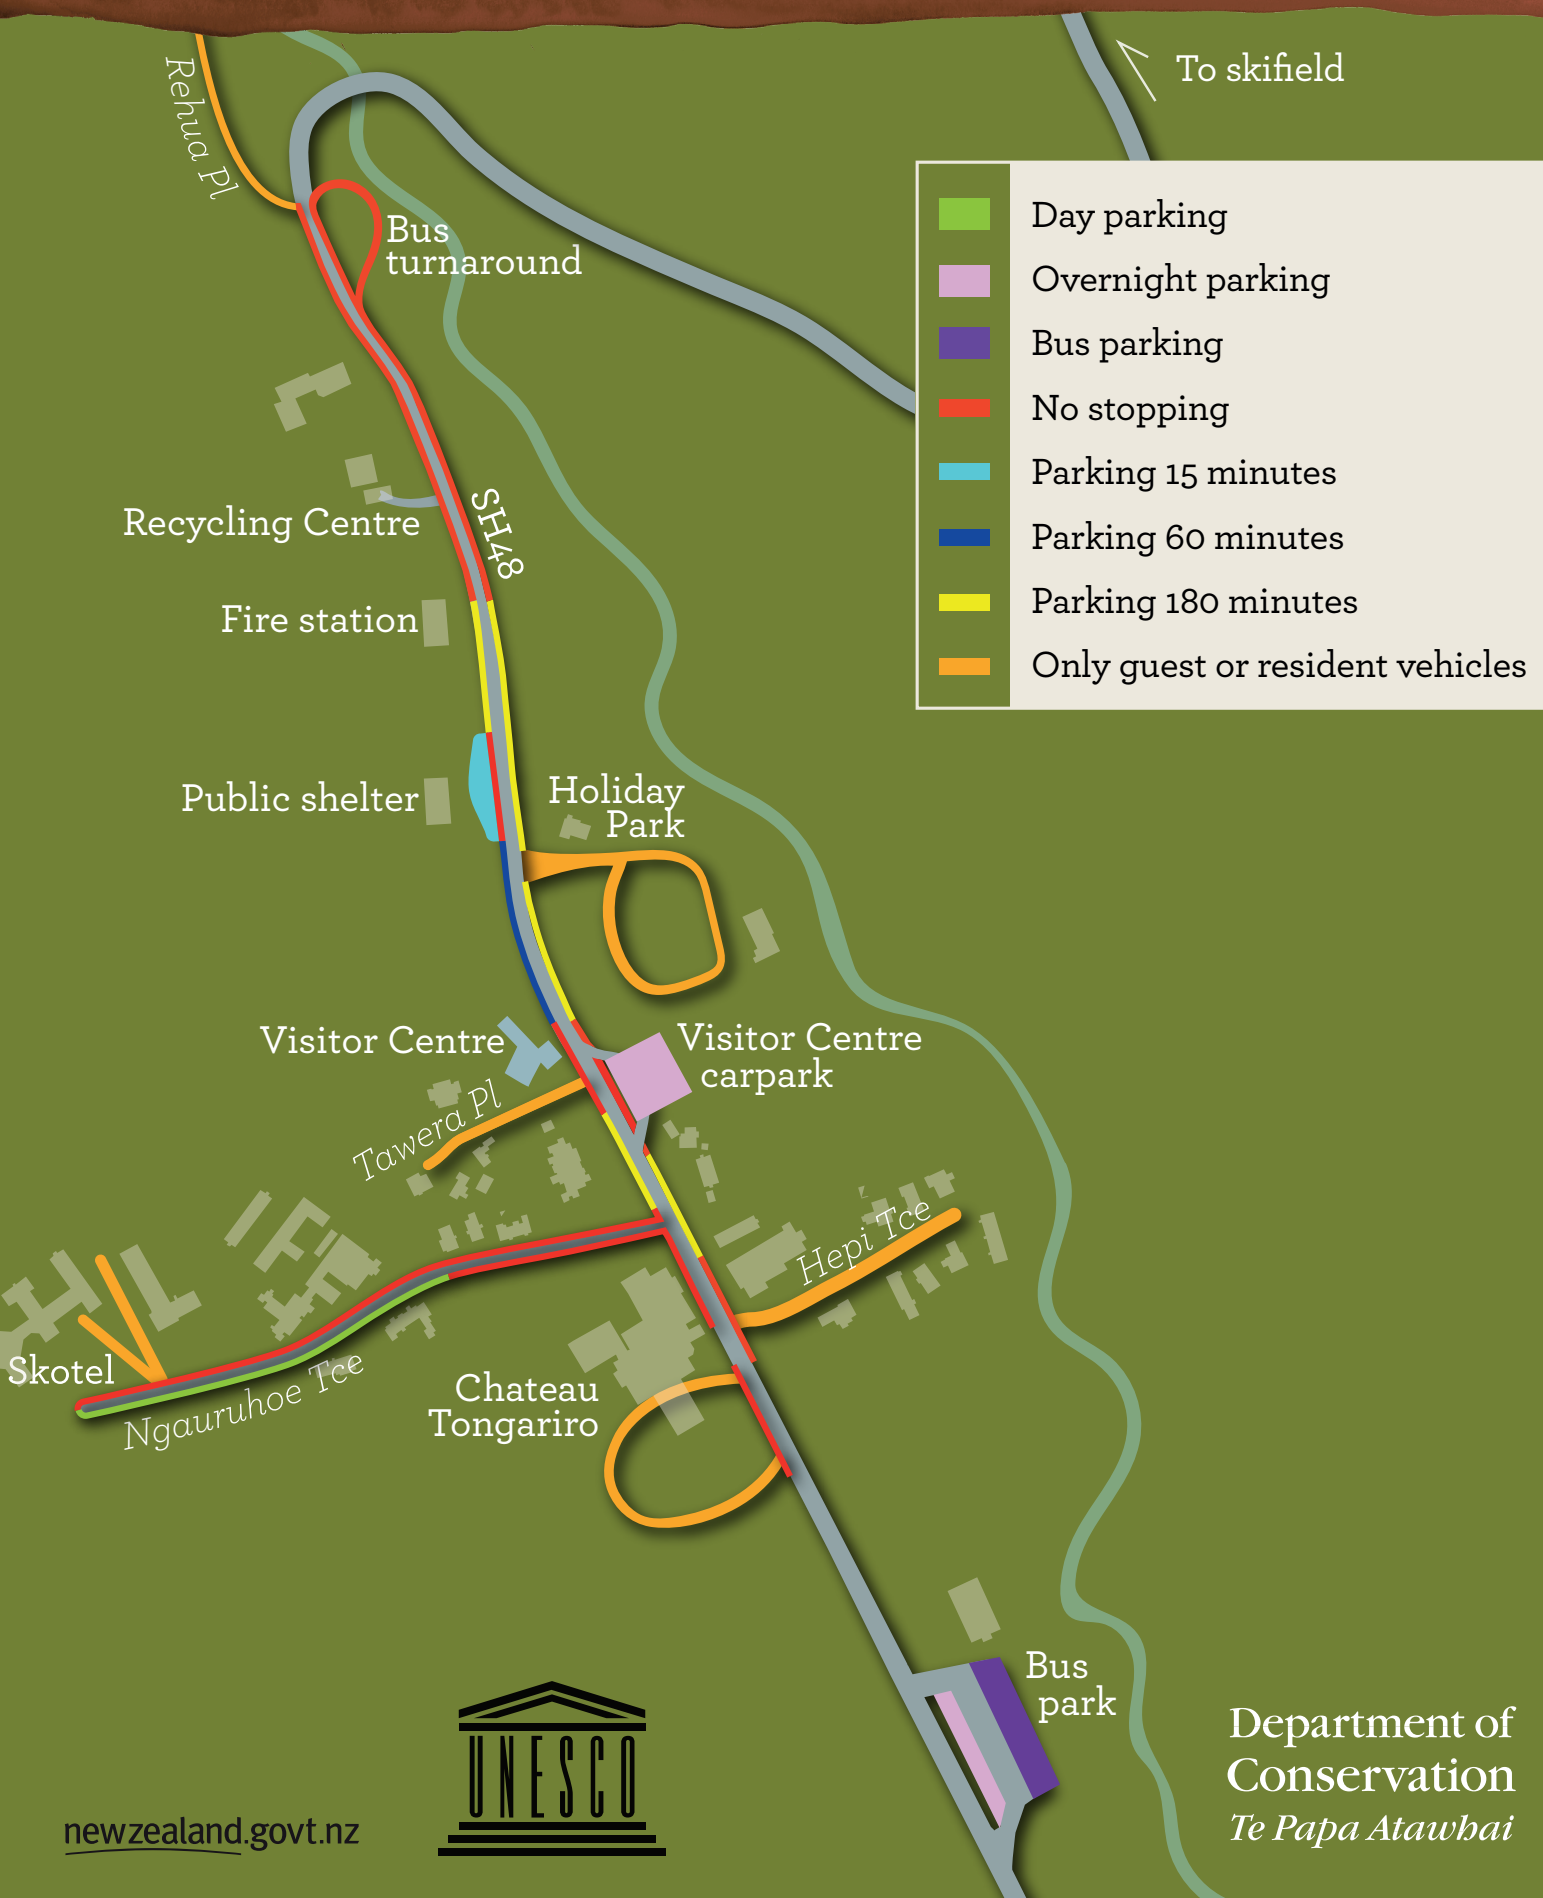 Rehua Pl
To skifield
Bus
turnaround
Day parking
Overnight parking
Bus parking
No stopping
Parking 15 minutes
Parking 60 minutes
Parking 180 minutes
Only guest or resident vehicles
Recycling Centre
SH48
Fire station
Public shelter
Holiday
Park
Visitor Centre
Visitor Centre
carpark
Tawera Pl
Hepi Tce
Skotel
Ngauruhoe Tce
Chateau
Tongariro
Bus
park
newzealand.govt.nz
UNESCO
Department of
Conservation
Te Papa Atawhai